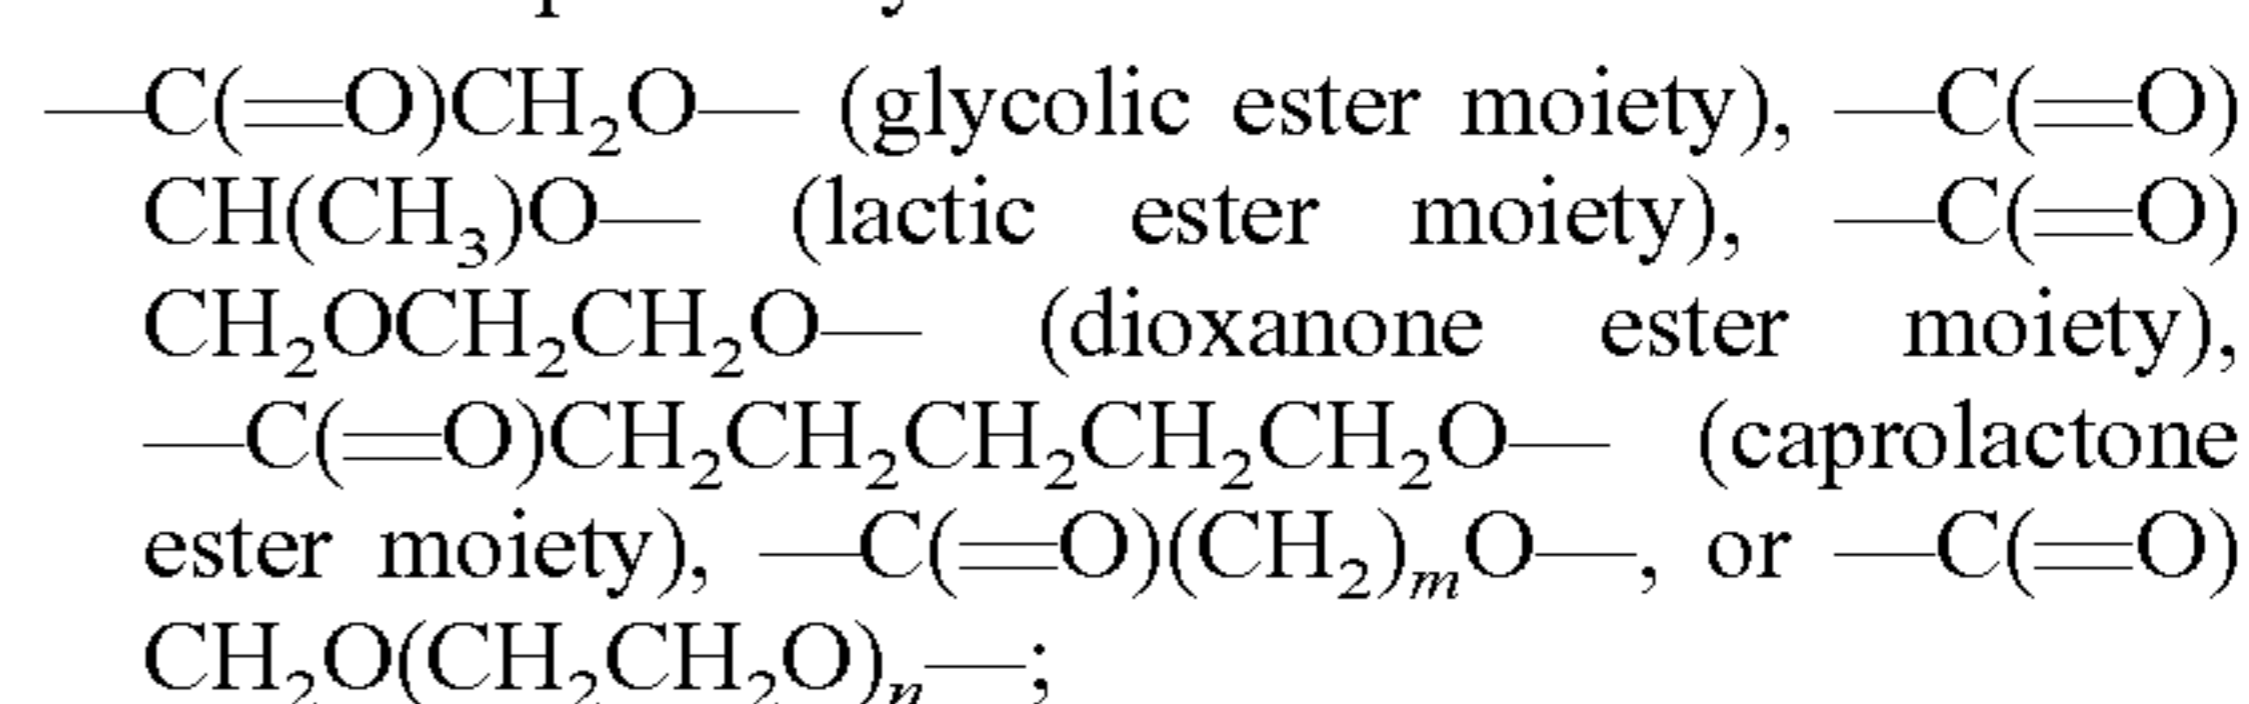 —C(═O)CH₂O— (glycolic ester moiety), —C(═O)
CH(CH₃)O— (lactic ester moiety), —C(═O)
CH₂OCH₂CH₂O— (dioxanone ester moiety),
—C(═O)CH₂CH₂CH₂CH₂CH₂O— (caprolactone
ester moiety), —C(═O)(CH₂)ₘO—, or —C(═O)
CH₂O(CH₂CH₂O)ₙ—;